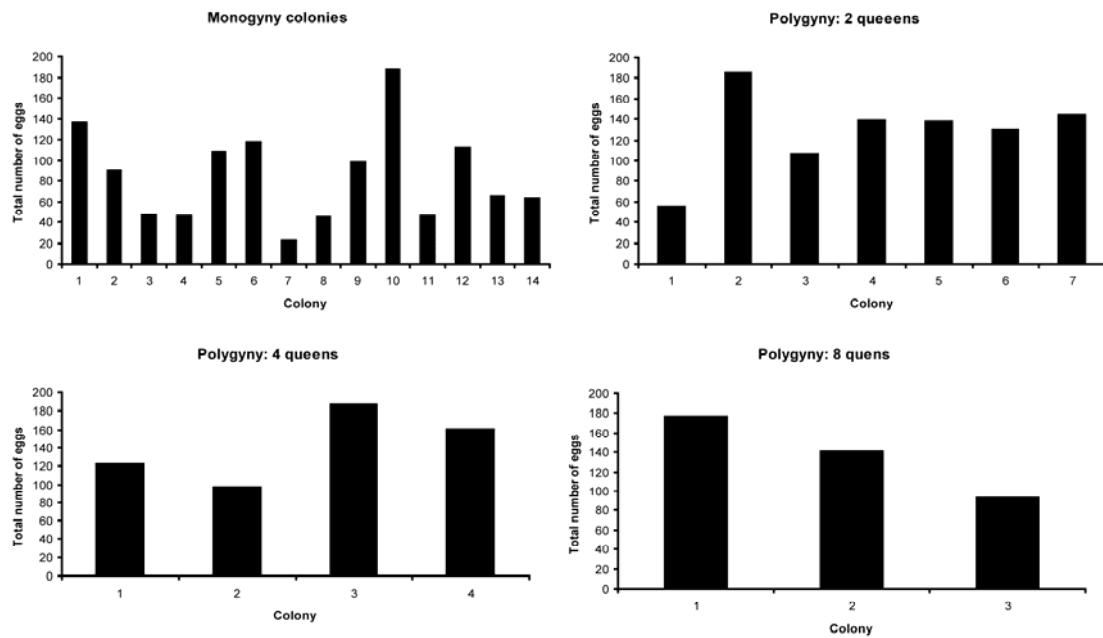 Monogyny colonies
Total number of eggs
200
180
160
140
120
100
80
60
40
20
0
1 2 3 4 5 6 7 8 9 10 11 12 13 14
Colony
Polygyny: 2 queeens
Total number of eggs
200
180
160
140
120
100
80
60
40
20
0
1 2 3 4 5 6 7
Colony
Polygyny: 4 queens
Total number of eggs
200
180
160
140
120
100
80
60
40
20
0
1 2 3 4
Colony
Polygyny: 8 quens
Total number of eggs
200
180
160
140
120
100
80
60
40
20
0
1 2 3
Colony